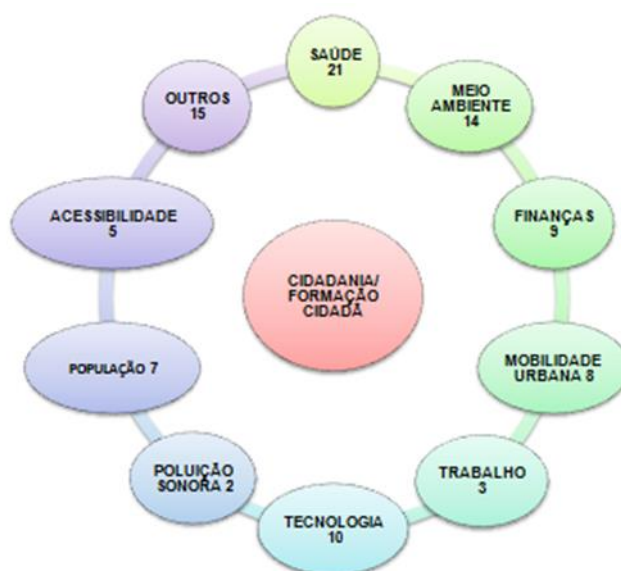 SAÚDE
21
MEIO
AMBIENTE
14
FINANÇAS
9
MOBILIDADE
URBANA 8
TRABALHO
3
TECNOLOGIA
10
POLUIÇÃO
SONORA 2
POPULAÇÃO 7
ACESSIBILIDADE
5
OUTROS
15
CIDADANIA/
FORMAÇÃO
CIDADÃ